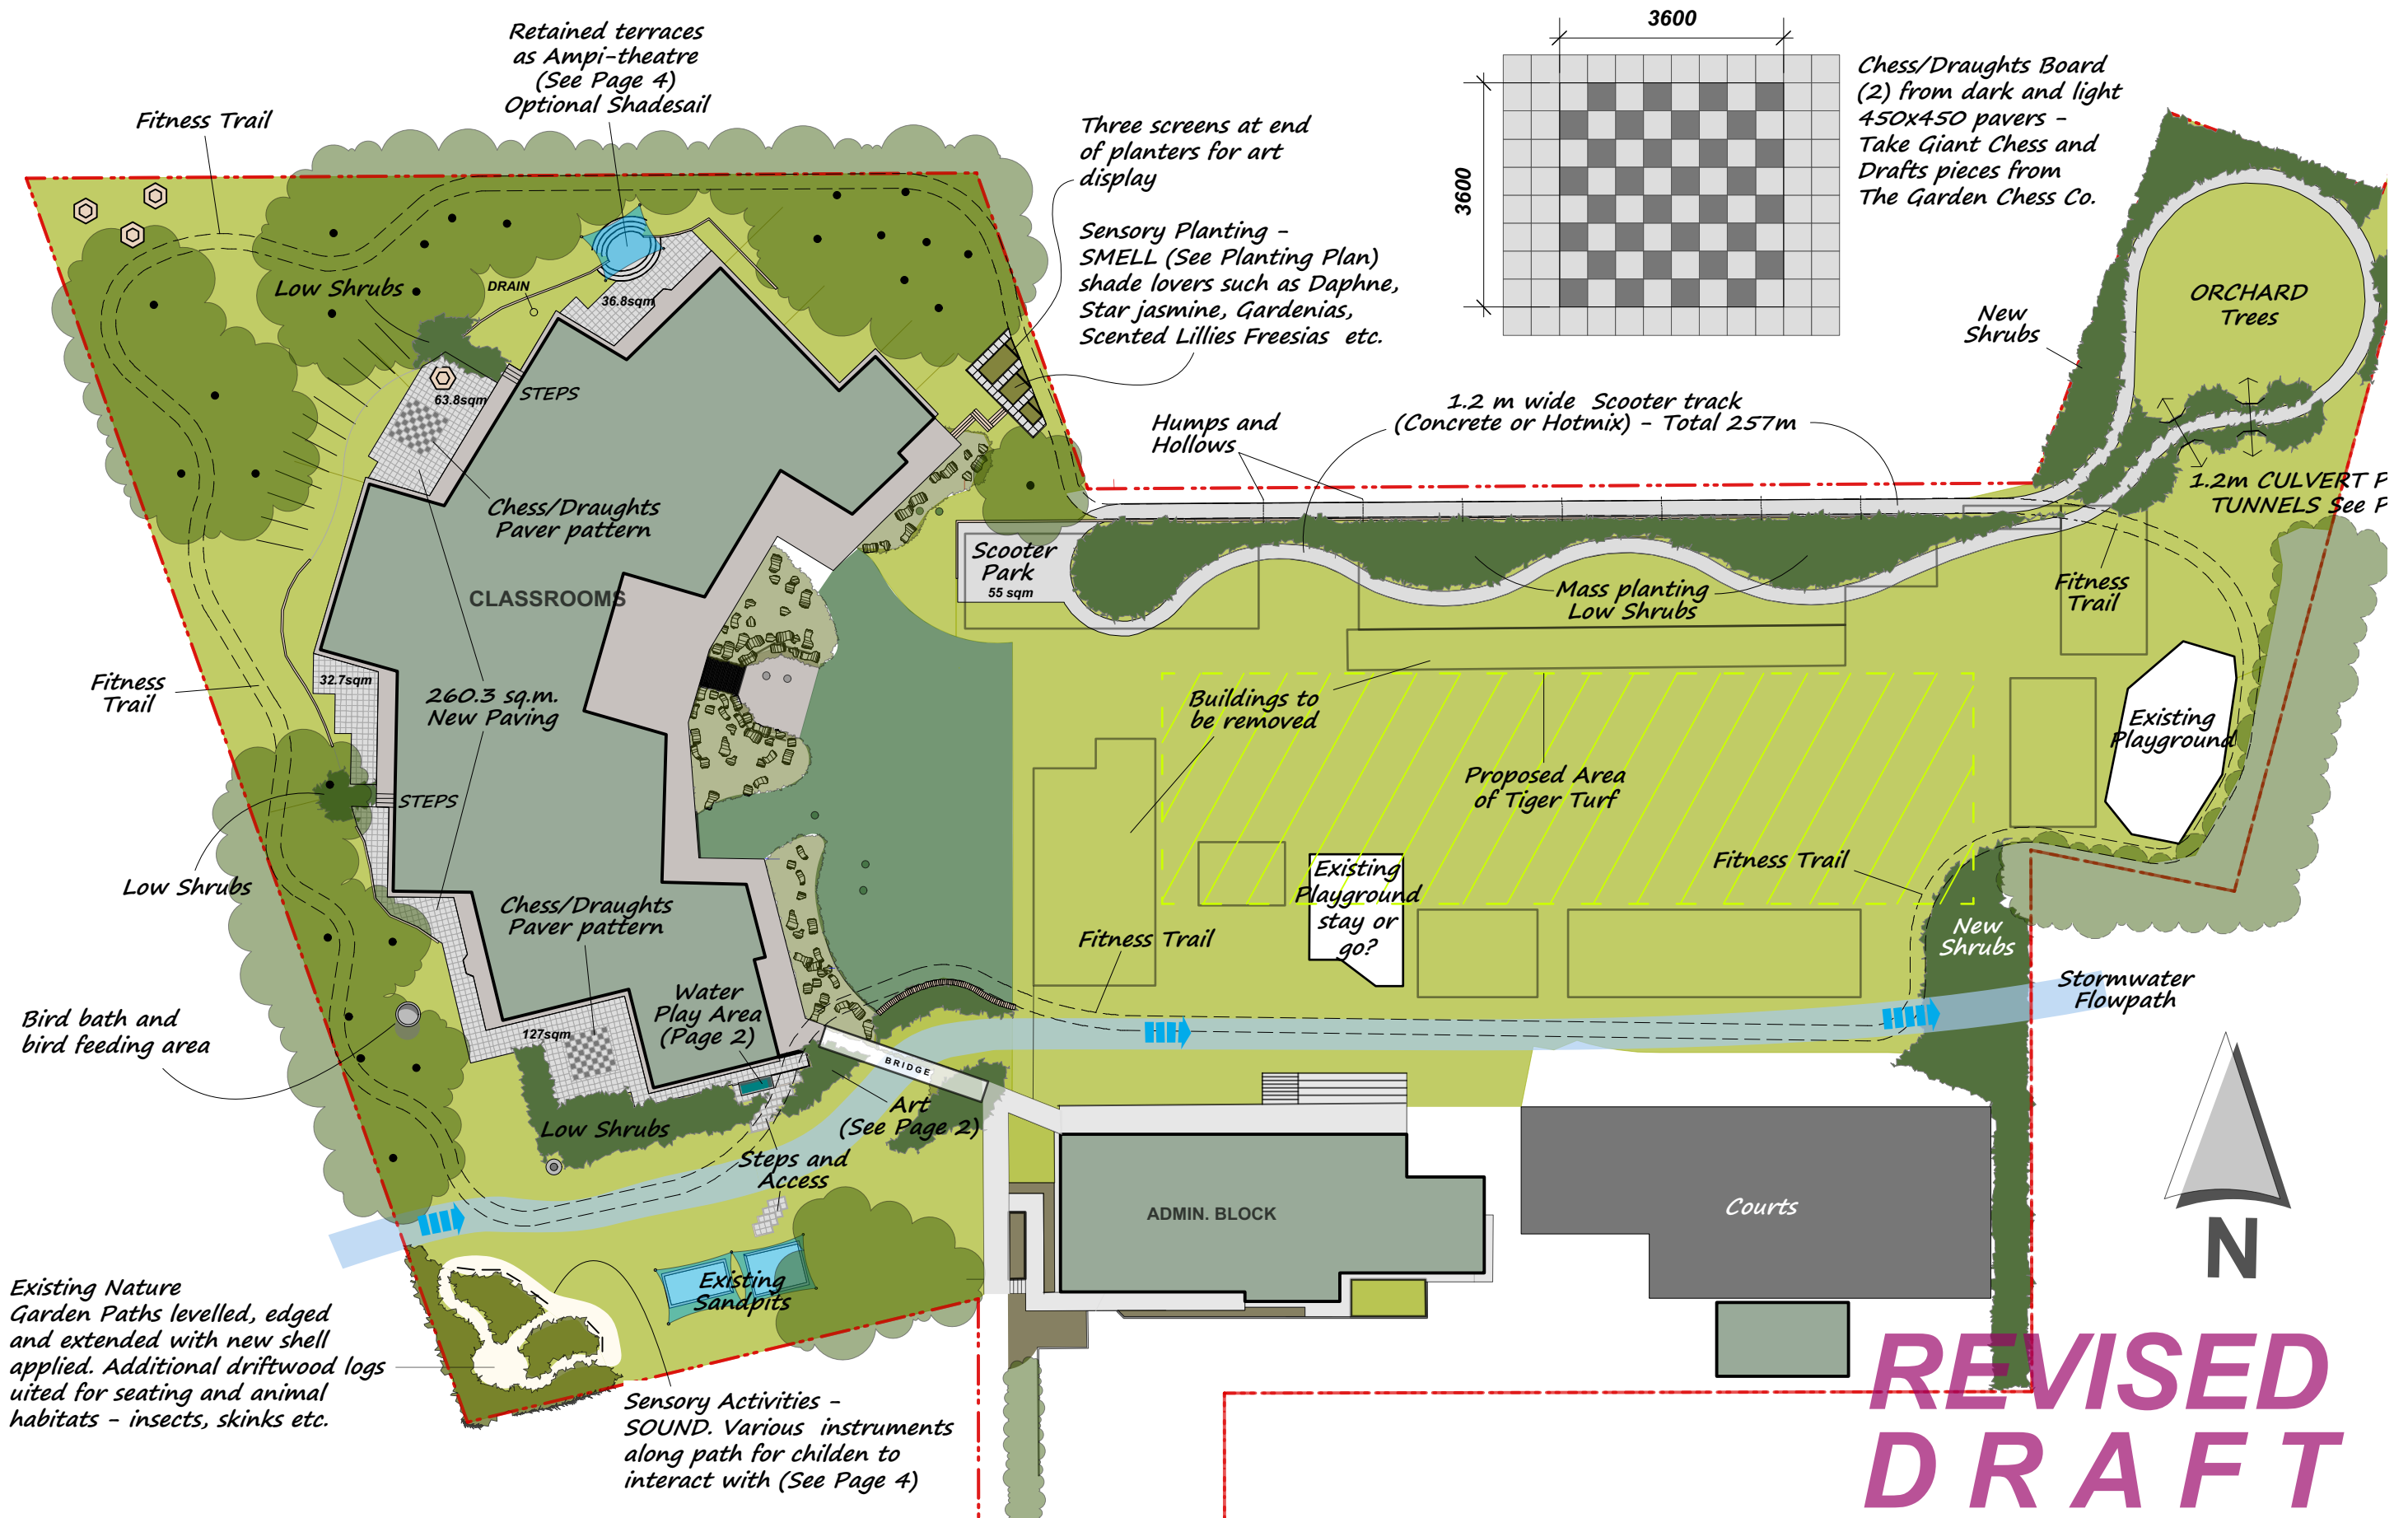 Retained terraces
as Ampi-theatre
(See Page 4)
Optional Shadesail
Fitness Trail
3600
3600
Chess/Draughts Board
(2) from dark and light
450x450 pavers -
Take Giant Chess and
Drafts pieces from
The Garden Chess Co.
Three screens at end
of planters for art
display
Sensory Planting -
SMELL (See Planting Plan)
shade lovers such as Daphne,
Star jasmine, Gardenias,
Scented Lillies Freesias etc.
Low Shrubs
DRAIN
36.8sqm
63.8sqm
STEPS
New
Shrubs
ORCHARD
Trees
Humps and
Hollows
1.2 m wide Scooter track
(Concrete or Hotmix) - Total 257m
1.2m CULVERT P
TUNNELS See P
Chess/Draughts
Paver pattern
CLASSROOMS
Scooter
Park
55 sqm
Mass planting
Low Shrubs
Fitness
Trail
Fitness
Trail
32.7sqm
260.3 sq.m.
New Paving
Buildings to
be removed
Existing
Playground
Proposed Area
of Tiger Turf
STEPS
Low Shrubs
Chess/Draughts
Paver pattern
Existing
Playground
stay or
go?
Fitness Trail
Fitness Trail
New
Shrubs
Stormwater
Flowpath
Bird bath and
bird feeding area
127sqm
Water
Play Area
(Page 2)
BRIDGE
Art
(See Page 2)
Low Shrubs
Steps and
Access
ADMIN. BLOCK
Courts
N
Existing
Sandpits
Existing Nature
Garden Paths levelled, edged
and extended with new shell
applied. Additional driftwood logs
uited for seating and animal
habitats - insects, skinks etc.
Sensory Activities -
SOUND. Various instruments
along path for childen to
interact with (See Page 4)
REVISED
DRAFT